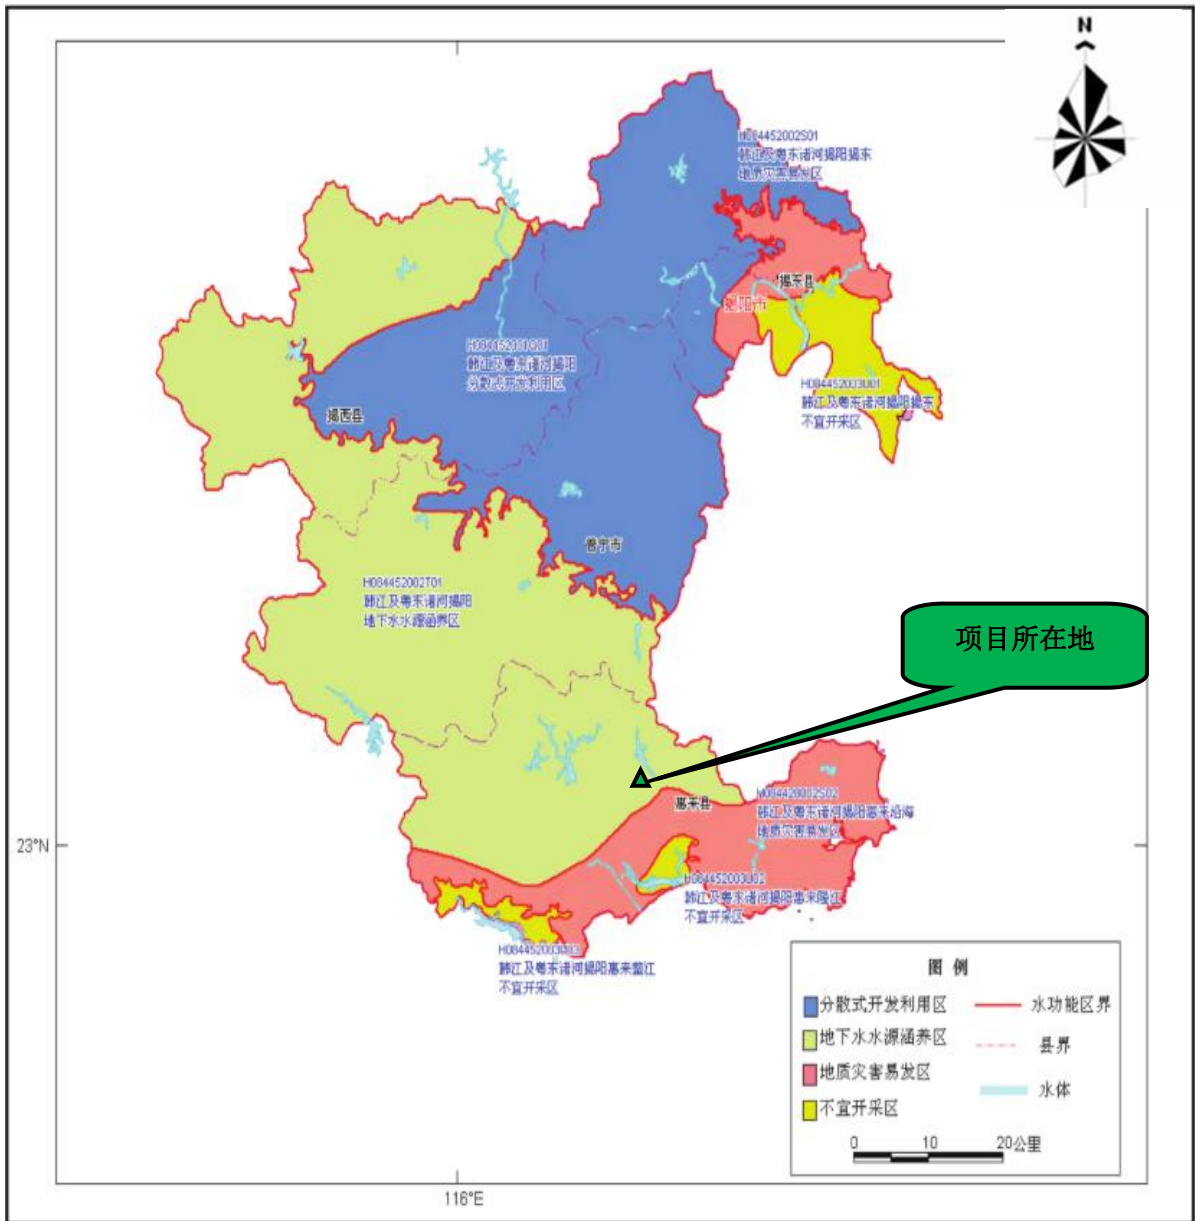 N
H084452002S01
韩江及粤东诸河揭阳揭东
地质灾害易发区
揭东县
揭阳市
H084452001Q01
韩江及粤东诸河揭阳
分散式开发利用区
H084452003U01
韩江及粤东诸河揭阳揭东
不宜开采区
揭西县
普宁市
H084452002T01
韩江及粤东诸河揭阳
地下水水源涵养区
项目所在地
惠来县
H084420002S02
韩江及粤东诸河揭阳惠来沿海
地质灾害易发区
23°N
H084452003U02
韩江及粤东诸河揭阳惠来隆江
不宜开采区
H084452003U03
韩江及粤东诸河揭阳惠来鳌江
不宜开采区
图 例
分散式开发利用区
水功能区界
地下水水源涵养区
县界
地质灾害易发区
水体
不宜开采区
0 10 20公里
116°E